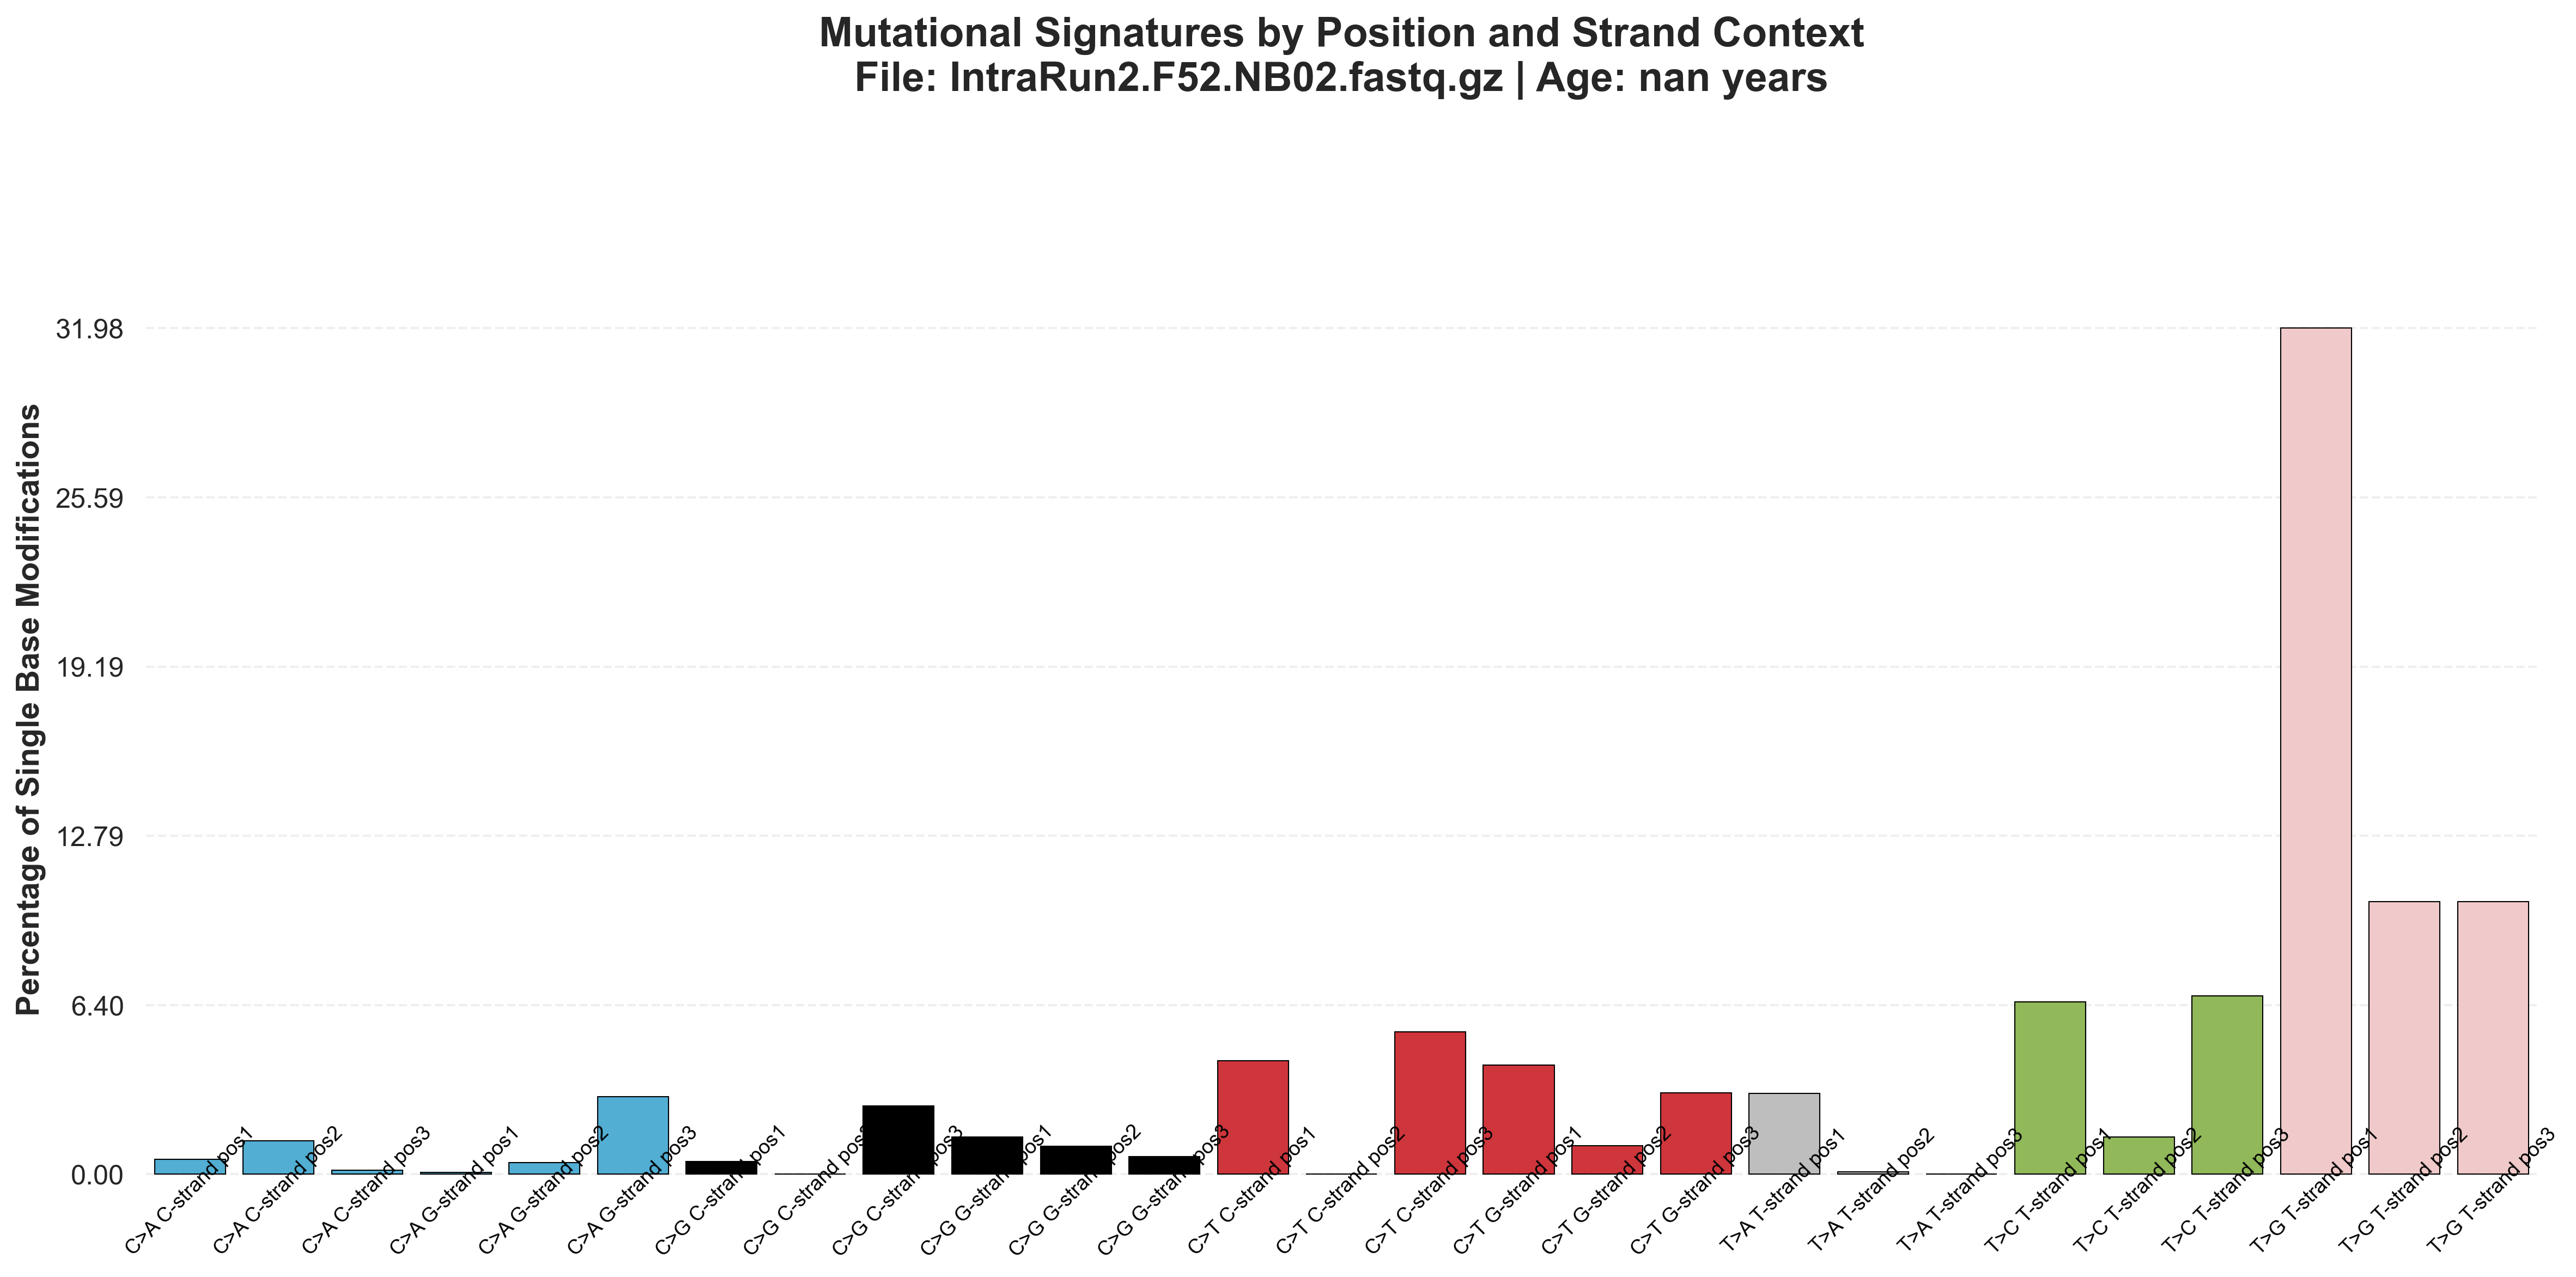 Mutational Signatures by Position and Strand Context
File: IntraRun2.F52.NB02.fastq.gz | Age: nan years
Percentage of Single Base Modifications
31.98
25.59
19.19
12.79
6.40
0.00
C>A C-strand pos1
C>A C-strand pos2
C>A C-strand pos3
C>A G-strand pos1
C>A G-strand pos2
C>A G-strand pos3
C>G C-strand pos1
C>G C-strand pos2
C>G C-strand pos3
C>G G-strand pos1
C>G G-strand pos2
C>G G-strand pos3
C>T C-strand pos1
C>T C-strand pos2
C>T C-strand pos3
C>T G-strand pos1
C>T G-strand pos2
C>T G-strand pos3
T>A T-strand pos1
T>A T-strand pos2
T>A T-strand pos3
T>C T-strand pos1
T>C T-strand pos2
T>C T-strand pos3
T>G T-strand pos1
T>G T-strand pos2
T>G T-strand pos3